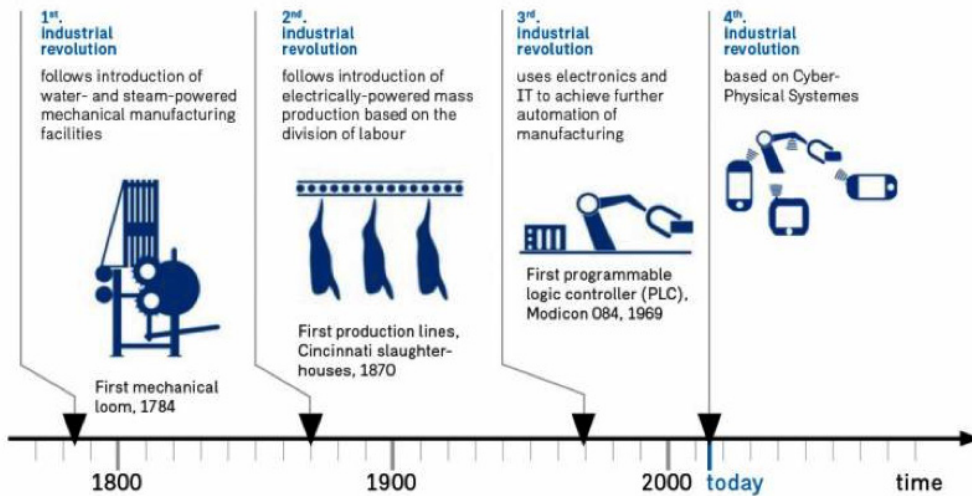 1st.
industrial
revolution
follows introduction of
water- and steam-powered
mechanical manufacturing
facilities
First mechanical
loom, 1784
2nd.
industrial
revolution
follows introduction of
electrically-powered mass
production based on the
division of labour
First production lines,
Cincinnati slaughter-
houses, 1870
3rd.
industrial
revolution
uses electronics and
IT to achieve further
automation of
manufacturing
First programmable
logic controller (PLC),
Modicon 084, 1969
4th.
industrial
revolution
based on Cyber-
Physical Systemes
1800 1900 2000 today time